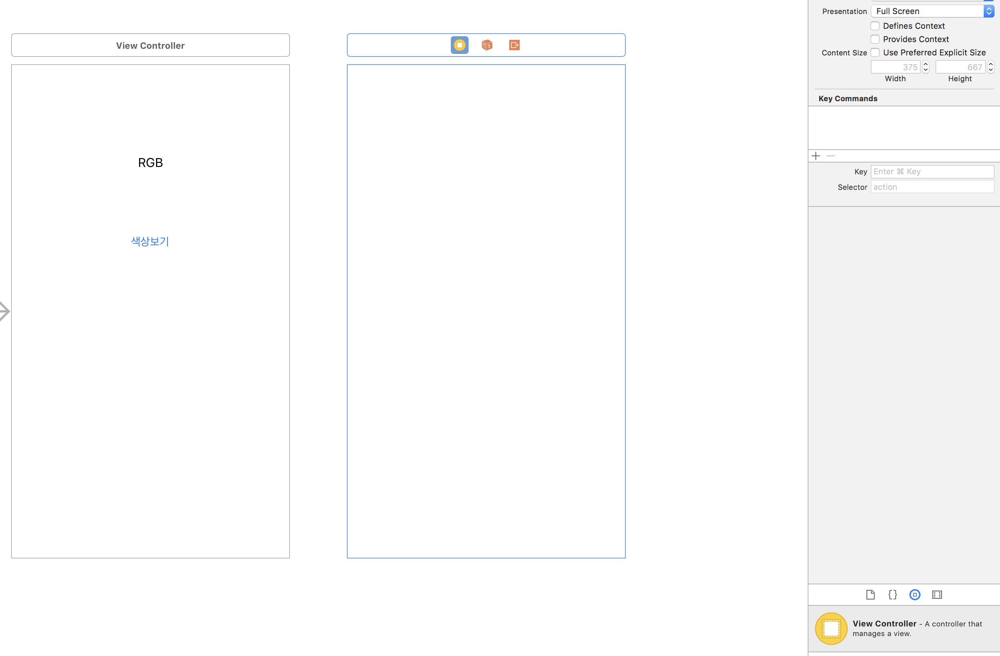 View Controller
RGB
색상보기
Presentation Full Screen
Defines Context
Provides Context
Content Size Use Preferred Explicit Size
375 667
Width Height
Key Commands
Key Enter ⌘ Key
Selector action
View Controller - A controller that
manages a view.